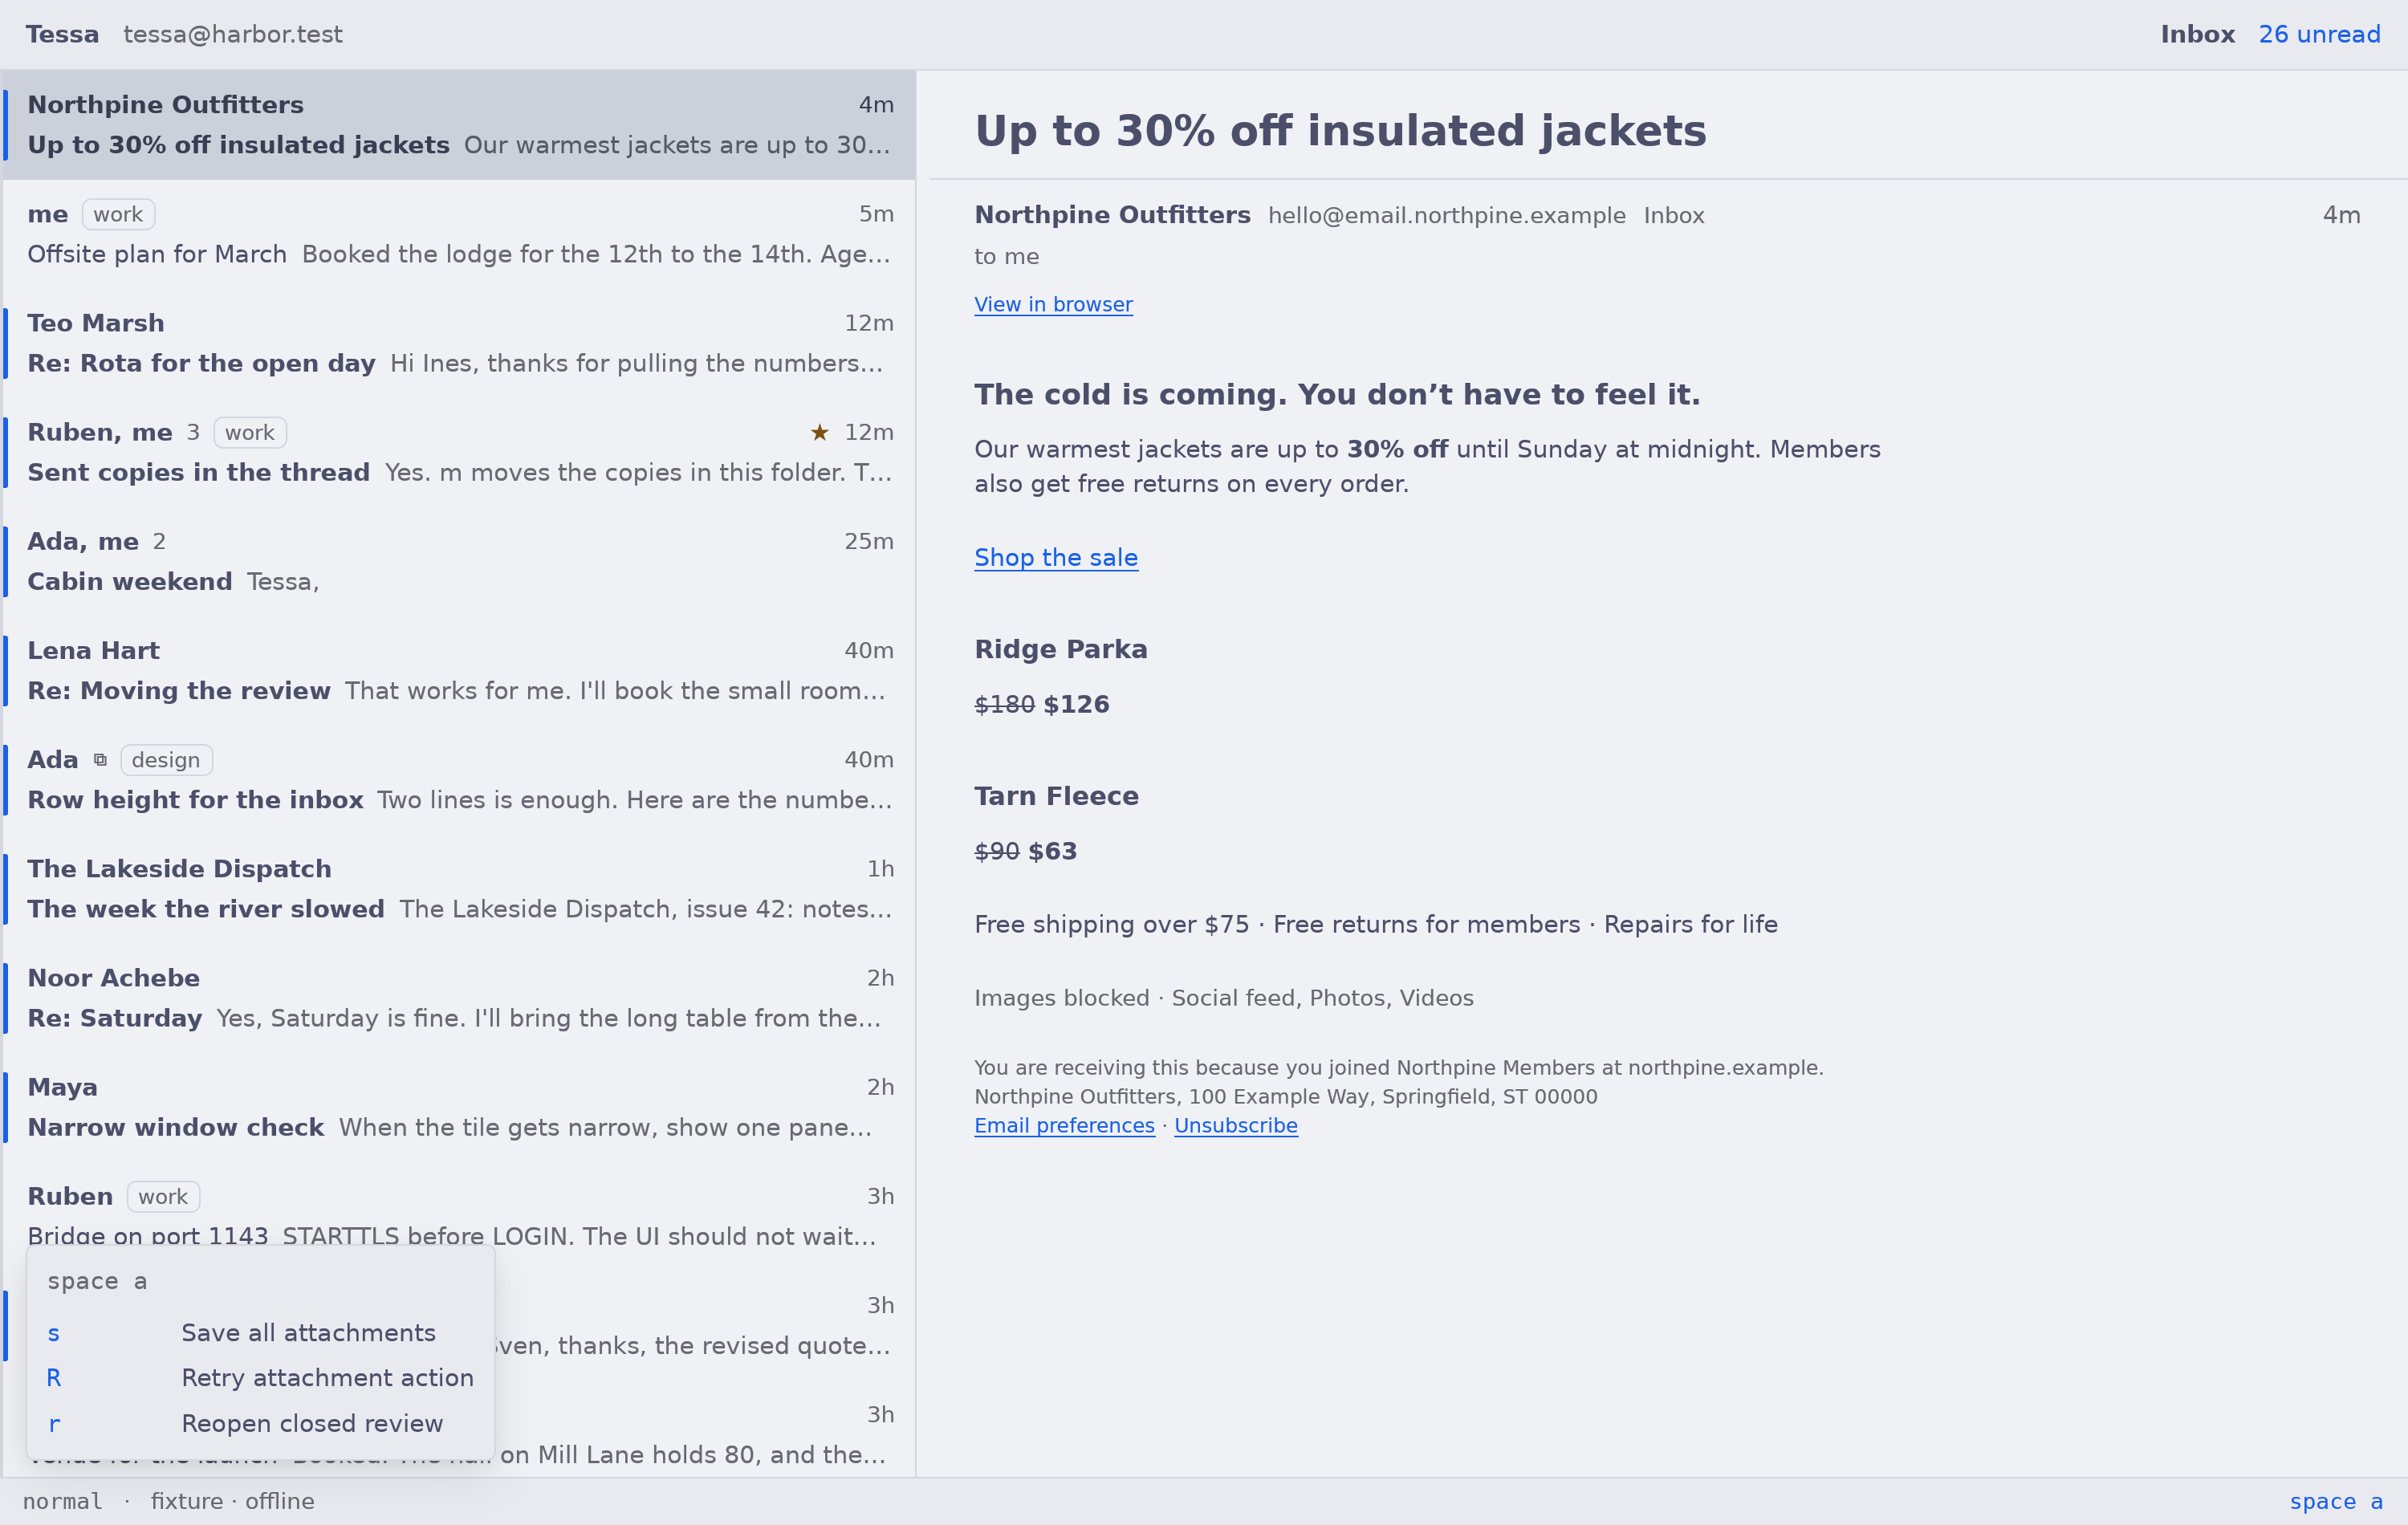 Tessa tessa@harbor.test
Inbox 26 unread
Northpine Outfitters 4m
Up to 30% off insulated jackets Our warmest jackets are up to 30…
me work 5m
Offsite plan for March Booked the lodge for the 12th to the 14th. Age…
Teo Marsh 12m
Re: Rota for the open day Hi Ines, thanks for pulling the numbers…
Ruben, me 3 work ★ 12m
Sent copies in the thread Yes. m moves the copies in this folder. T…
Ada, me 2 25m
Cabin weekend Tessa,
Lena Hart 40m
Re: Moving the review That works for me. I'll book the small room…
Ada design 40m
Row height for the inbox Two lines is enough. Here are the numbe…
The Lakeside Dispatch 1h
The week the river slowed The Lakeside Dispatch, issue 42: notes…
Noor Achebe 2h
Re: Saturday Yes, Saturday is fine. I'll bring the long table from the…
Maya 2h
Narrow window check When the tile gets narrow, show one pane…
Ruben work 3h
Bridge on port 1143 STARTTLS before LOGIN. The UI should not wait…
3h
thanks, the revised quote…
3h
on Mill Lane holds 80, and the…
space a
s Save all attachments
R Retry attachment action
r Reopen closed review
Up to 30% off insulated jackets
Northpine Outfitters hello@email.northpine.example Inbox 4m
to me
View in browser
The cold is coming. You don’t have to feel it.
Our warmest jackets are up to 30% off until Sunday at midnight. Members
also get free returns on every order.
Shop the sale
Ridge Parka
$180 $126
Tarn Fleece
$90 $63
Free shipping over $75 · Free returns for members · Repairs for life
Images blocked · Social feed, Photos, Videos
You are receiving this because you joined Northpine Members at northpine.example.
Northpine Outfitters, 100 Example Way, Springfield, ST 00000
Email preferences · Unsubscribe
normal · fixture · offline
space a